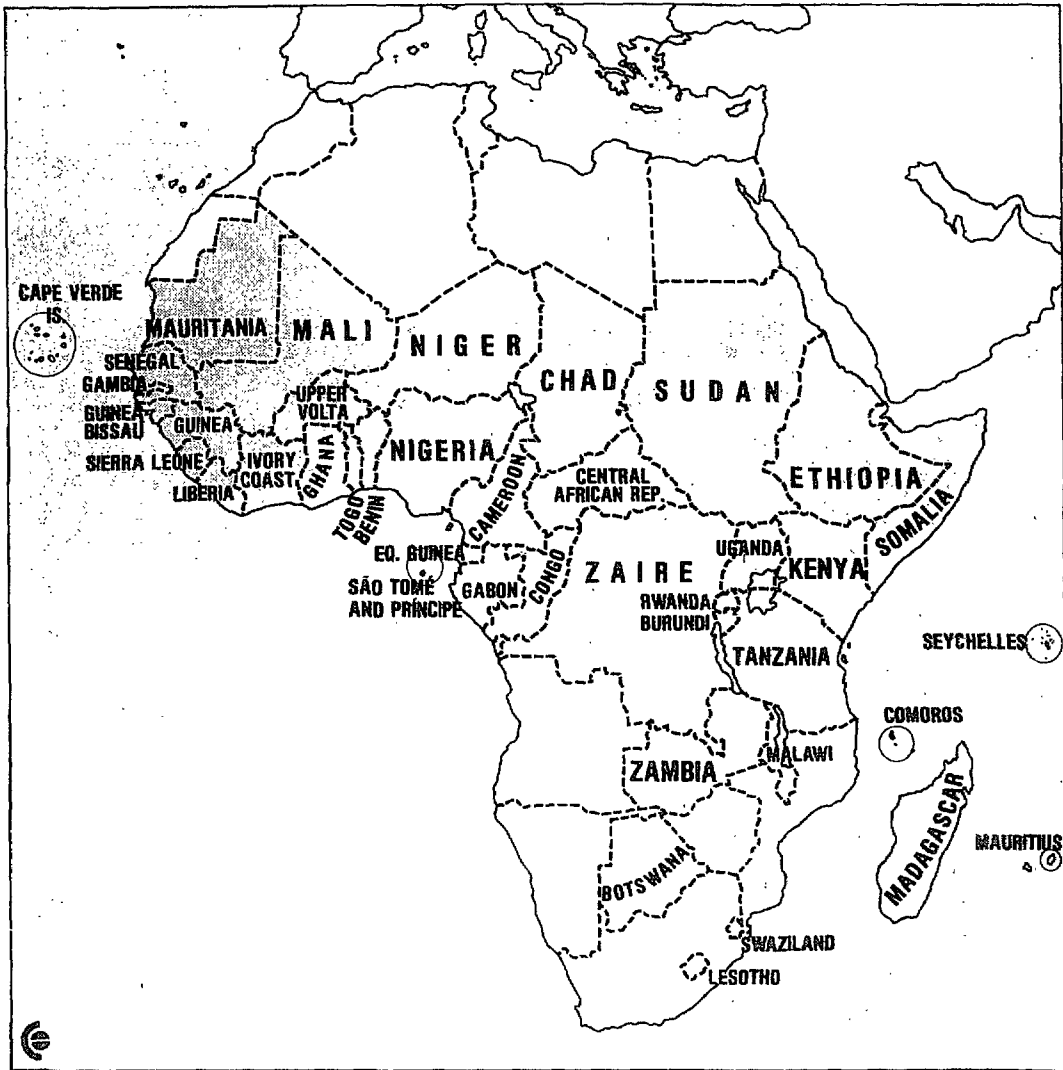 CAPE VERDE
IS.
MAURITANIA
MALI
NIGER
CHAD
SUDAN
SENEGAL
GAMBIA
GUINEA
BISSAU
GUINEA
UPPER
VOLTA
SIERRA LEONE
LIBERIA
IVORY
COAST
GHANA
TOGO
BENIN
NIGERIA
CAMEROON
CENTRAL
AFRICAN REP.
ETHIOPIA
SOMALIA
EQ. GUINEA
SÃO TOMÉ
AND PRÍNCIPE
GABON
CONGO
ZAIRE
UGANDA
KENYA
RWANDA
BURUNDI
TANZANIA
SEYCHELLES
COMOROS
ZAMBIA
MALAWI
MADAGASCAR
MAURITIUS
BOTSWANA
SWAZILAND
LESOTHO